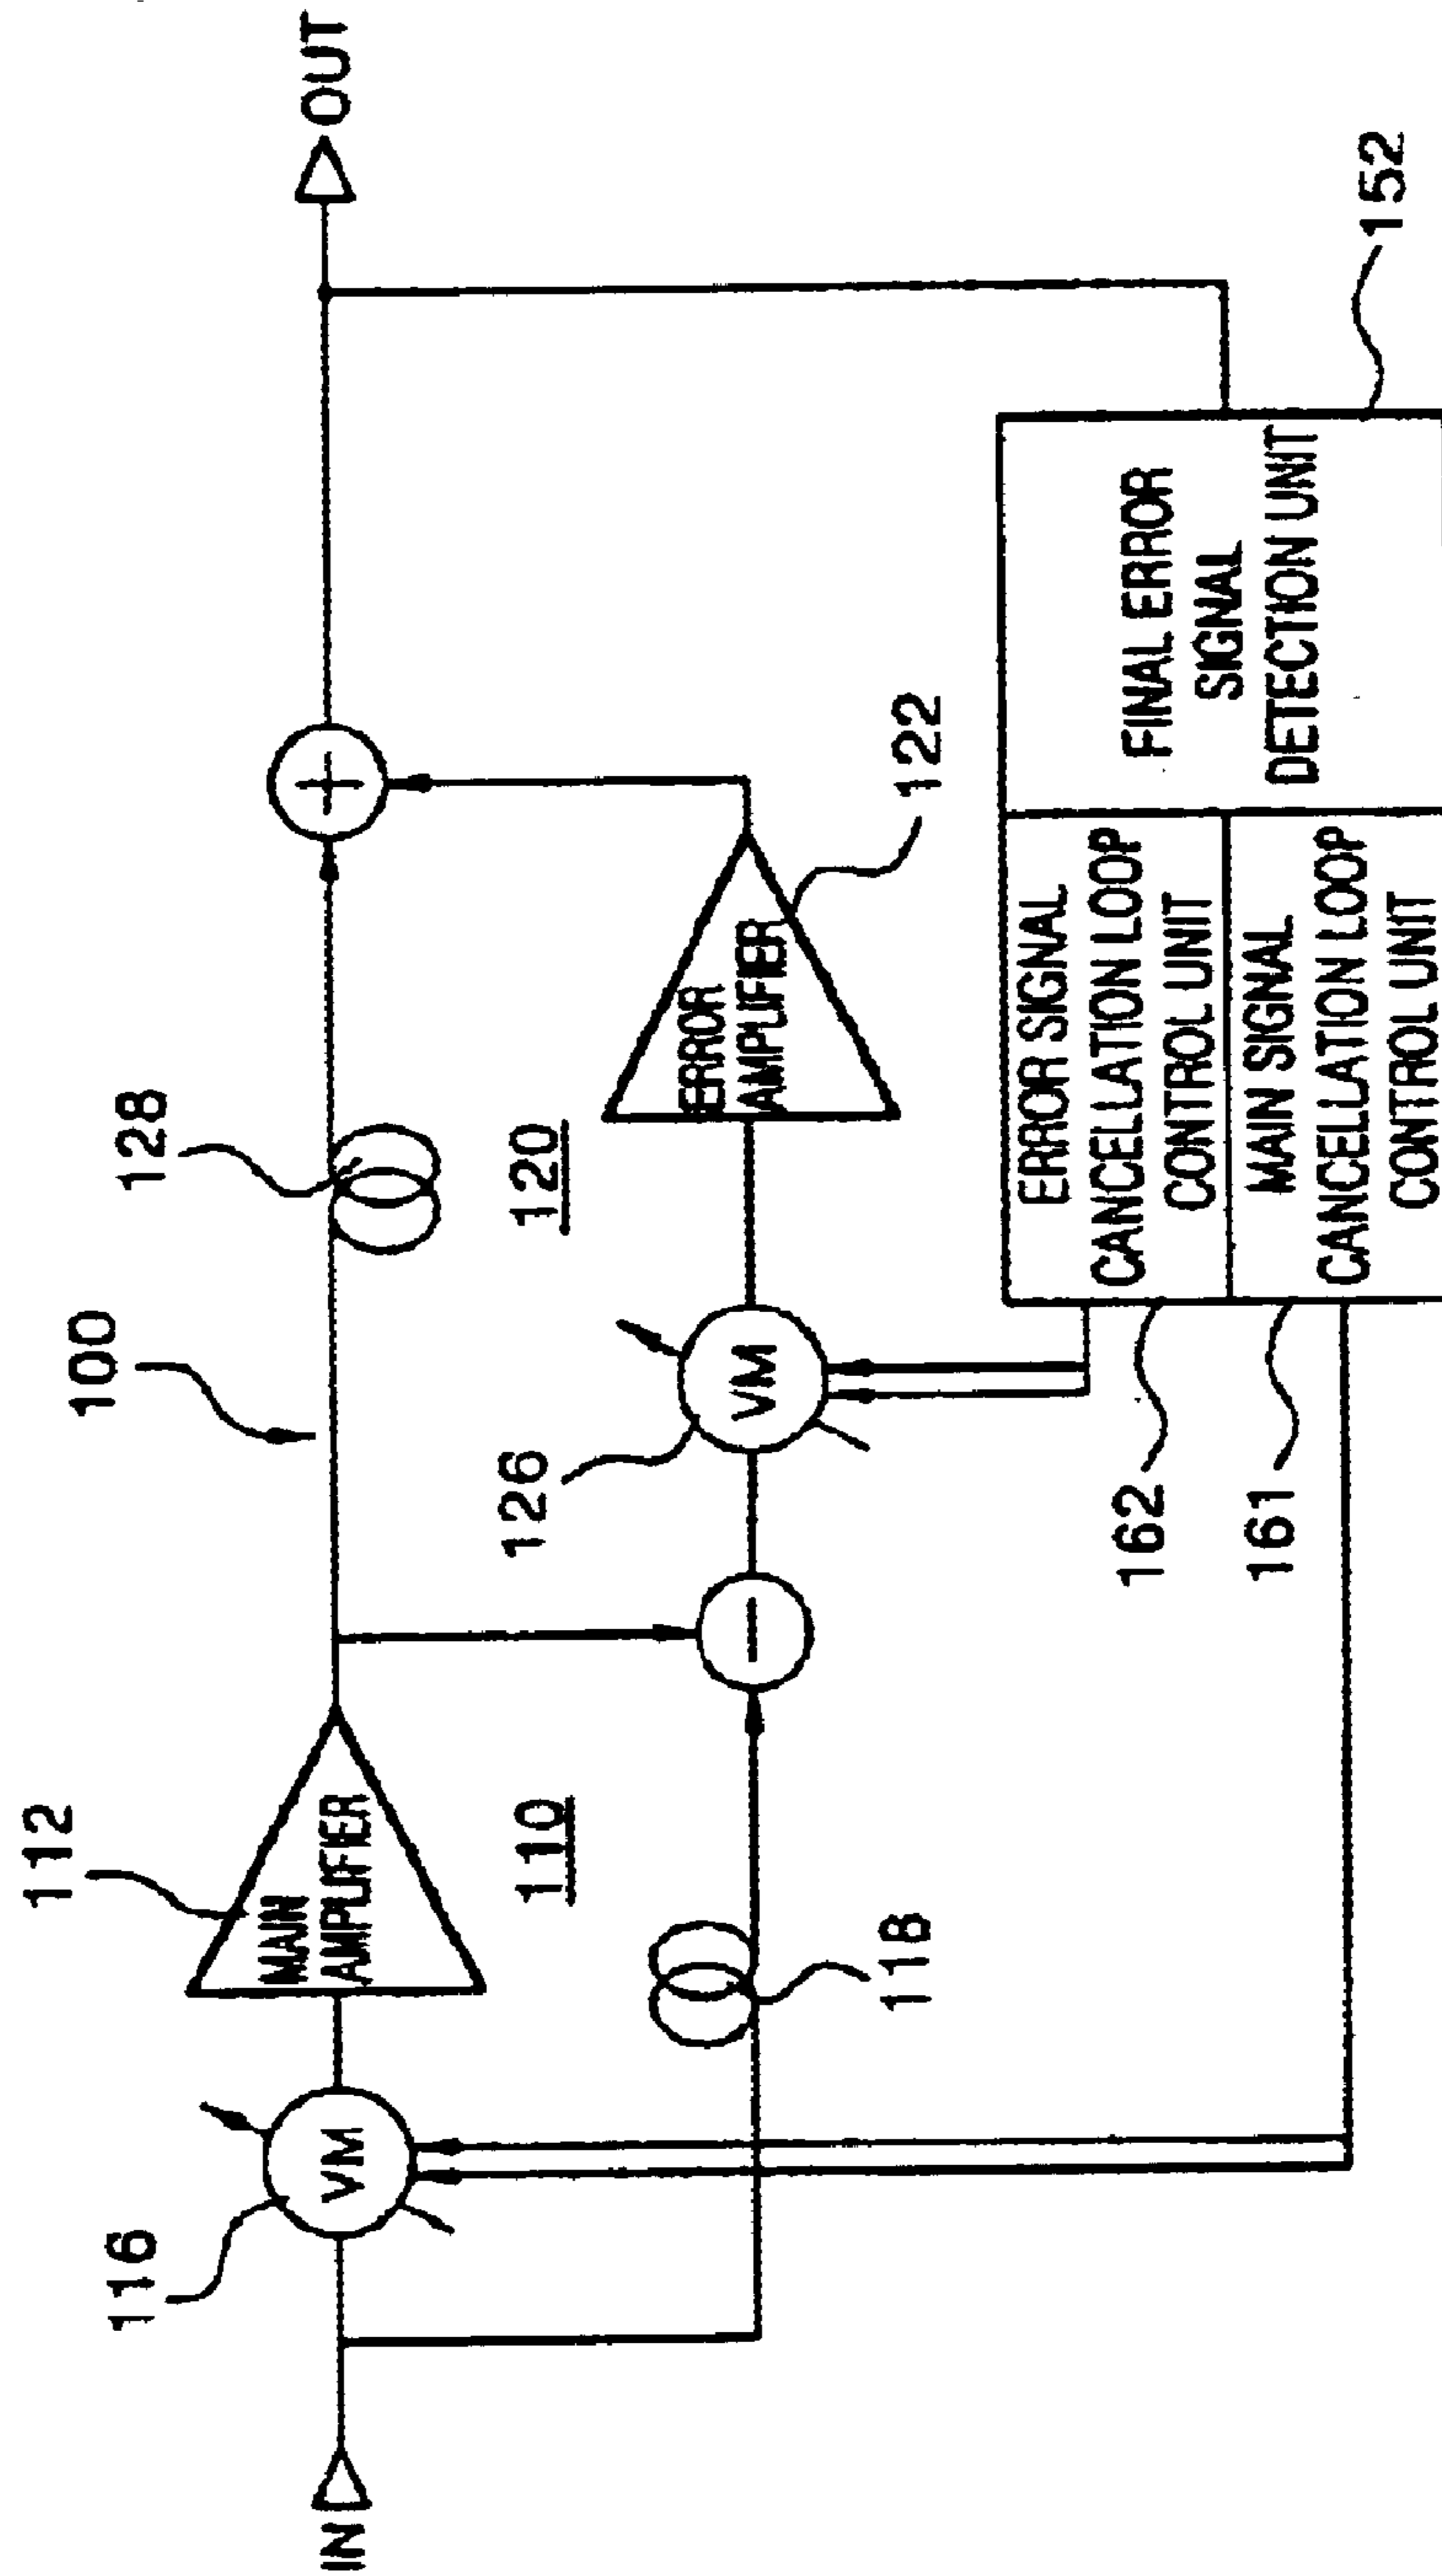 IN
OUT
116
VM
112
MAIN
AMPLIFIER
110
118
100
128
126
VM
120
ERROR
AMPLIFIER
122
162
161
ERROR SIGNAL
CANCELLATION LOOP
CONTROL UNIT
MAIN SIGNAL
CANCELLATION LOOP
CONTROL UNIT
FINAL ERROR
SIGNAL
DETECTION UNIT
152